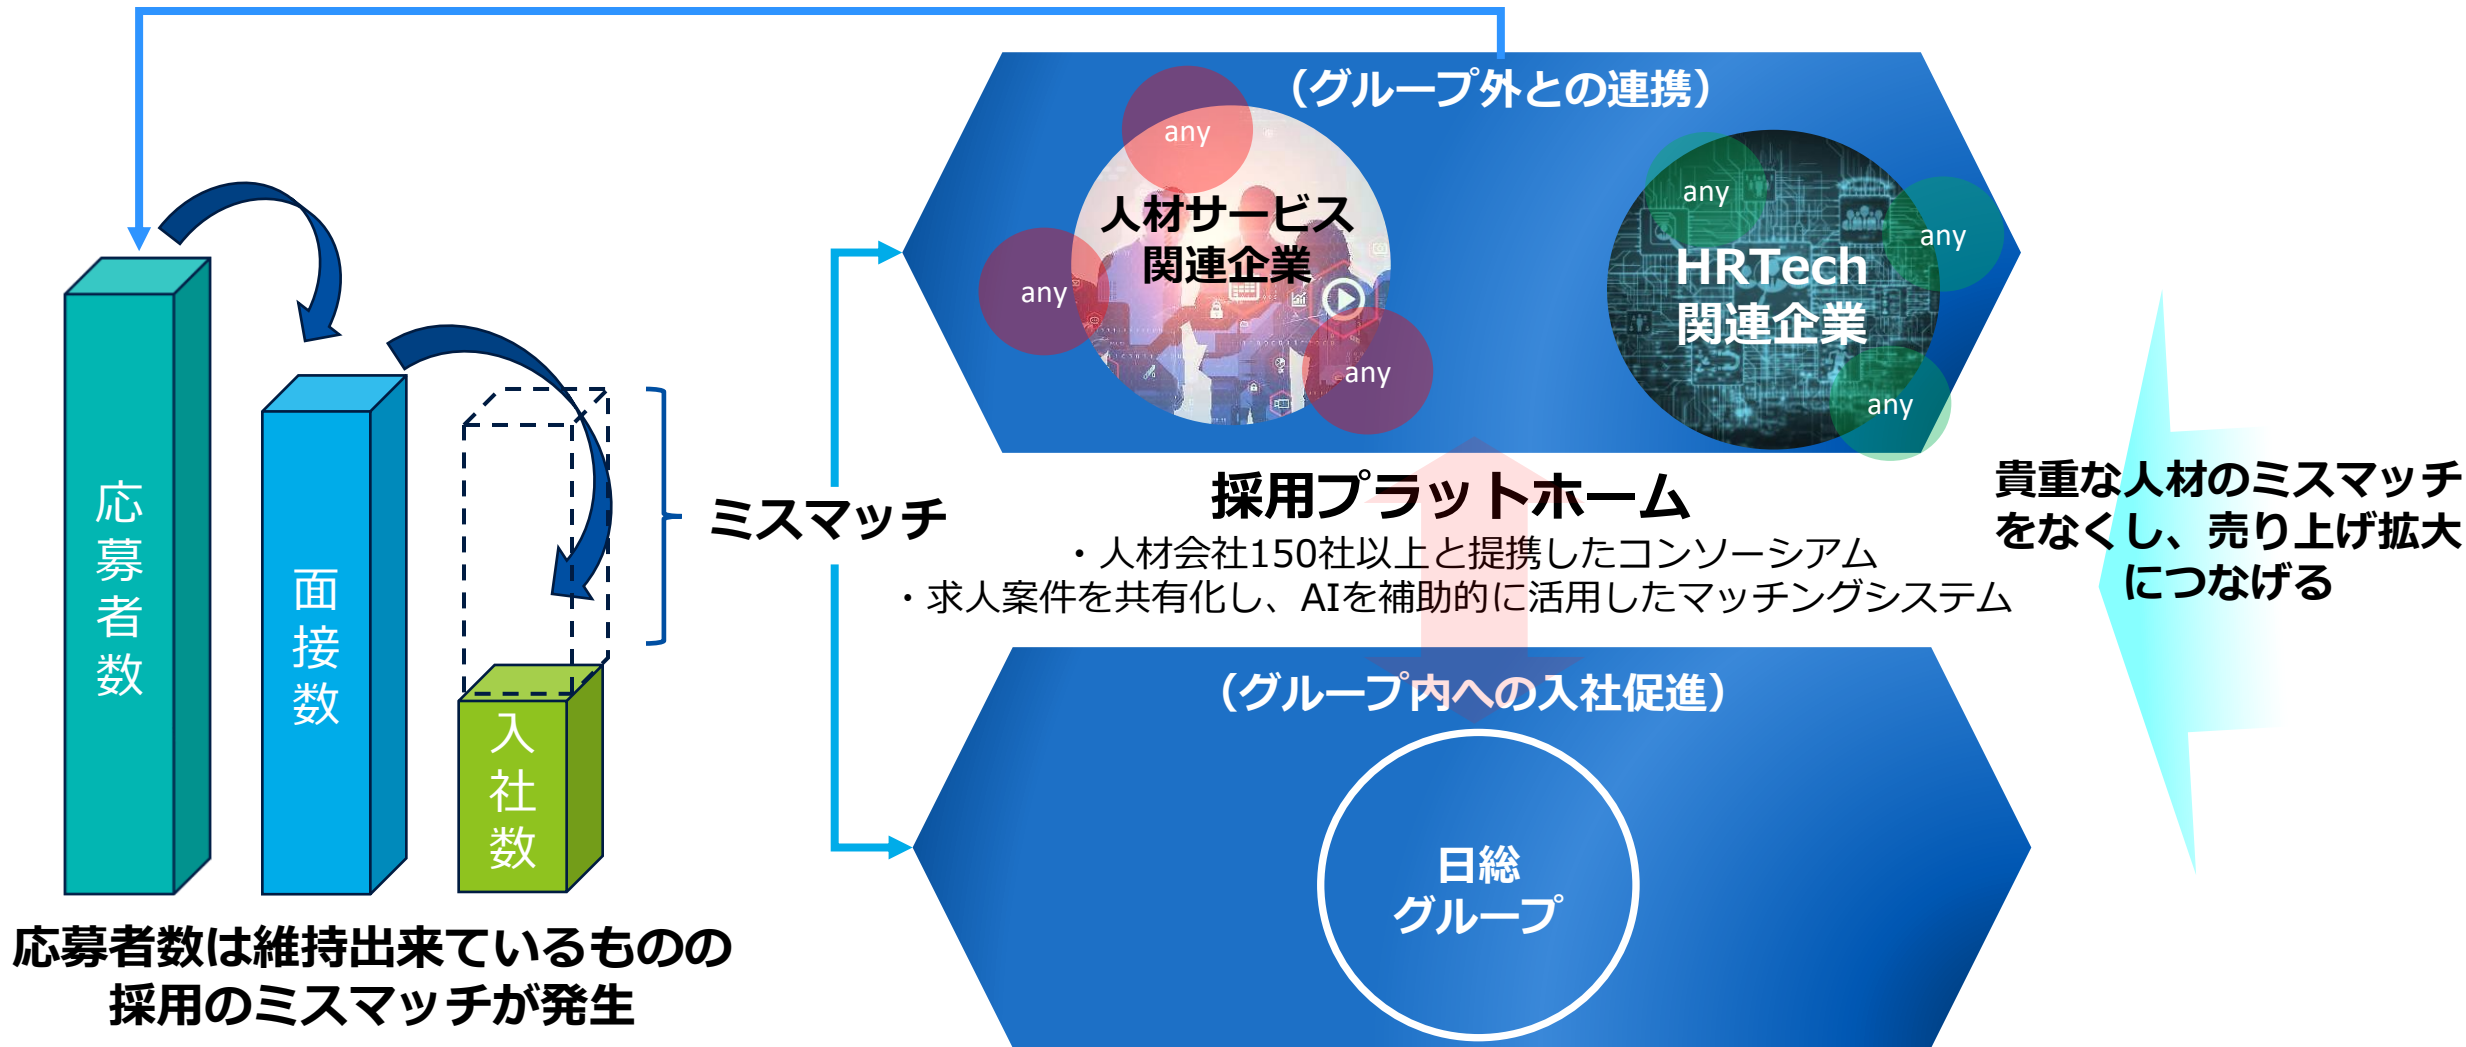 応募者数
面接数
入社数
応募者数は維持出来ているものの
採用のミスマッチが発生
ミスマッチ
（グループ外との連携）
any
any
any
人材サービス
関連企業
any
any
any
HRTech
関連企業
採用プラットホーム
・人材会社150社以上と提携したコンソーシアム
・求人案件を共有化し、AIを補助的に活用したマッチングシステム
（グループ内への入社促進）
日総
グループ
貴重な人材のミスマッチ
をなくし、売り上げ拡大
につなげる